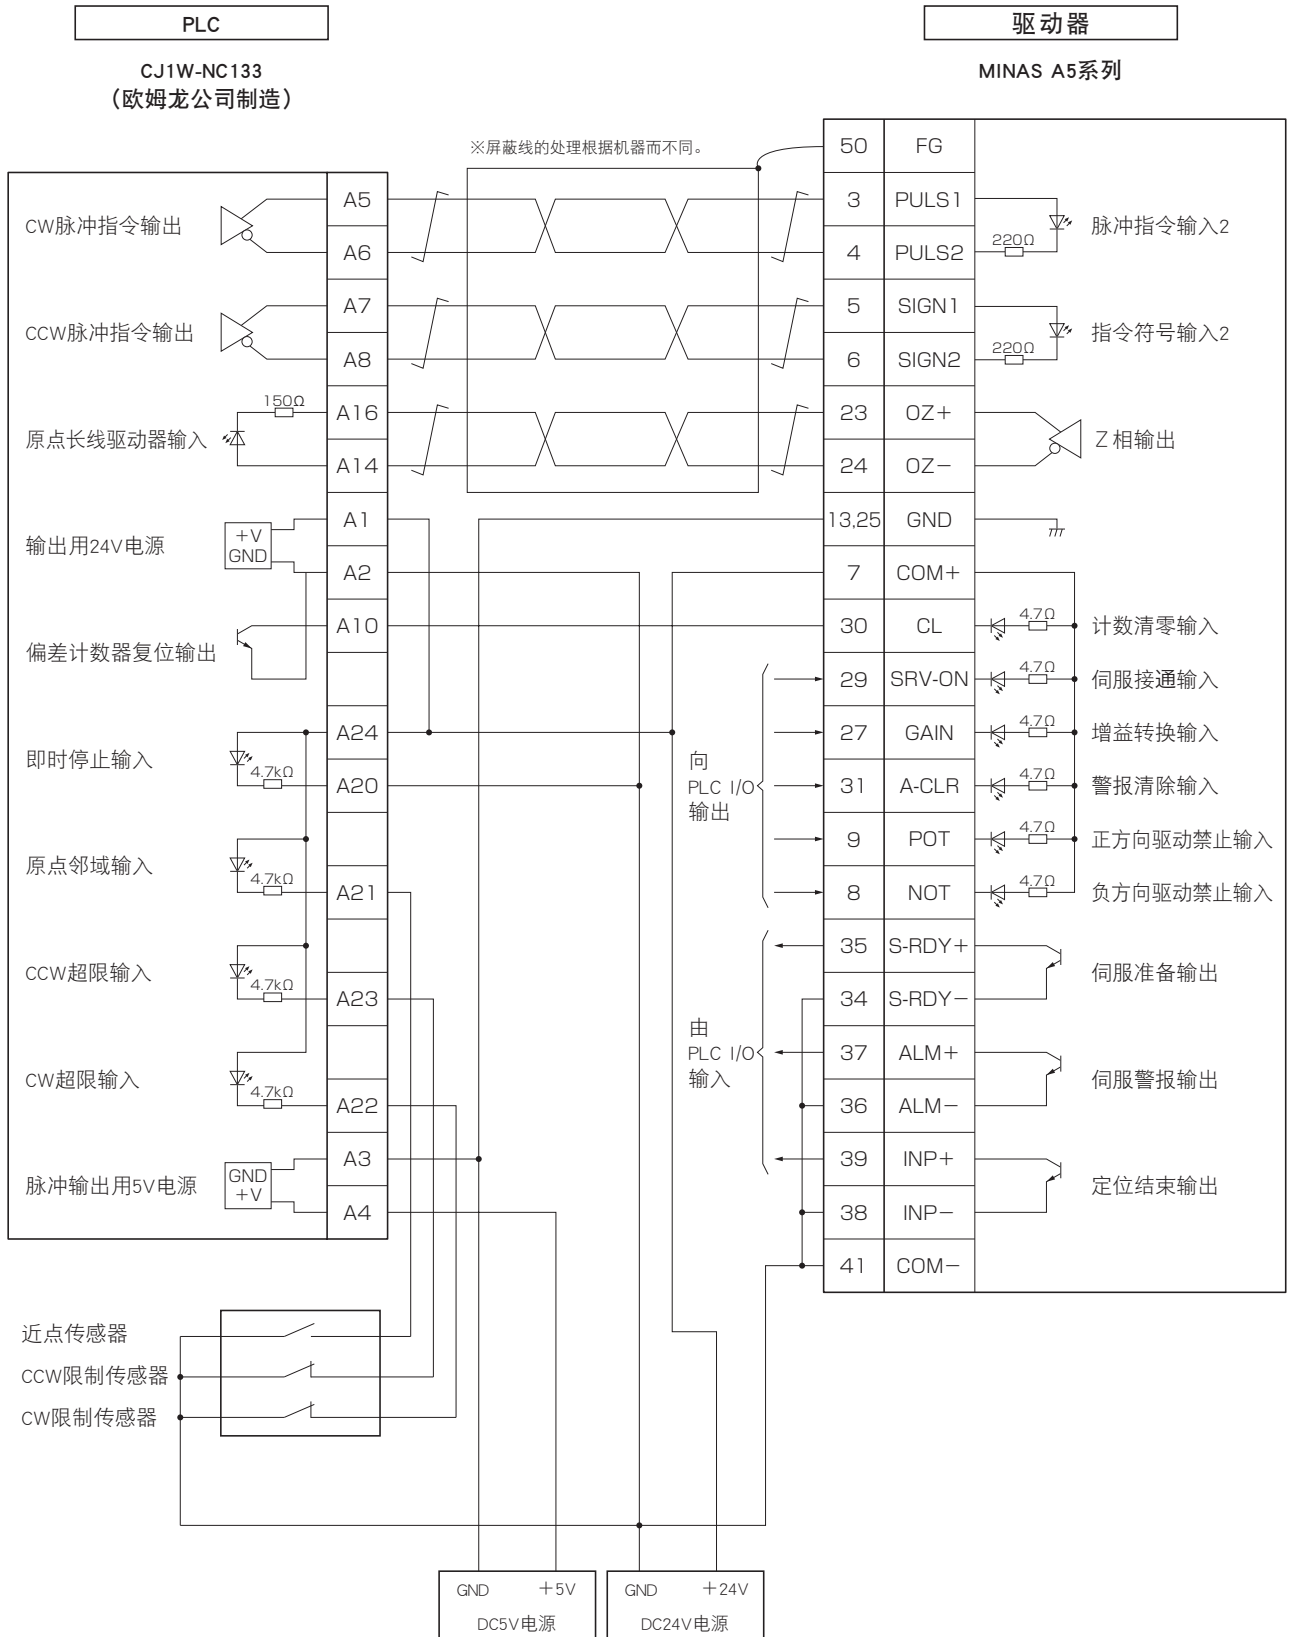 PLC
驱动器
CJ1W-NC133
（欧姆龙公司制造）
MINAS A5系列
※屏蔽线的处理根据机器而不同。
CW脉冲指令输出
A5
A6
CCW脉冲指令输出
A7
A8
原点长线驱动器输入
150Ω
A16
A14
输出用24V电源
+V
GND
A1
A2
偏差计数器复位输出
A10
即时停止输入
4.7kΩ
A24
A20
原点邻域输入
4.7kΩ
A21
CCW超限输入
4.7kΩ
A23
CW超限输入
4.7kΩ
A22
脉冲输出用5V电源
GND
+V
A3
A4
近点传感器
CCW限制传感器
CW限制传感器
向
PLC I/O
输出
由
PLC I/O
输入
50 FG
3 PULS1
4 PULS2
220Ω
脉冲指令输入2
5 SIGN1
6 SIGN2
220Ω
指令符号输入2
23 OZ+
24 OZ−
Z 相输出
13,25 GND
7 COM+
30 CL 4.7Ω 计数清零输入
29 SRV-ON 4.7Ω 伺服接通输入
27 GAIN 4.7Ω 增益转换输入
31 A-CLR 4.7Ω 警报清除输入
9 POT 4.7Ω 正方向驱动禁止输入
8 NOT 4.7Ω 负方向驱动禁止输入
35 S-RDY+
34 S-RDY−
伺服准备输出
37 ALM+
36 ALM−
伺服警报输出
39 INP+
38 INP−
定位结束输出
41 COM−
GND +5V
DC5V电源
GND +24V
DC24V电源